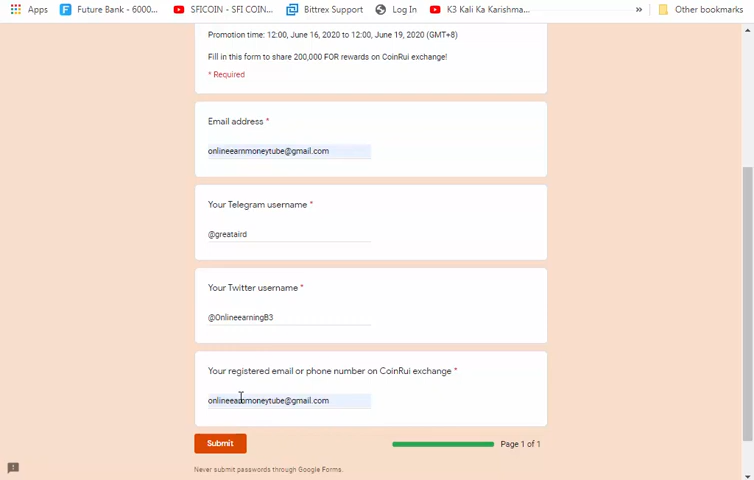 Apps Future Bank - 6000... SFICOIN - SFI COIN... Bittrex Support Log In K3 Kali Ka Karishma... » Other bookmarks
Promotion time: 12:00, June 16, 2020 to 12:00, June 19, 2020 (GMT+8)
Fill in this form to share 200,000 FOR rewards on CoinRui exchange!
* Required
Email address *
onlineearnmoneytube@gmail.com
Your Telegram username *
@greataird
Your Twitter username *
@OnlineearningB3
Your registered email or phone number on CoinRui exchange *
onlineearnmoneytube@gmail.com
Submit Page 1 of 1
Never submit passwords through Google Forms.